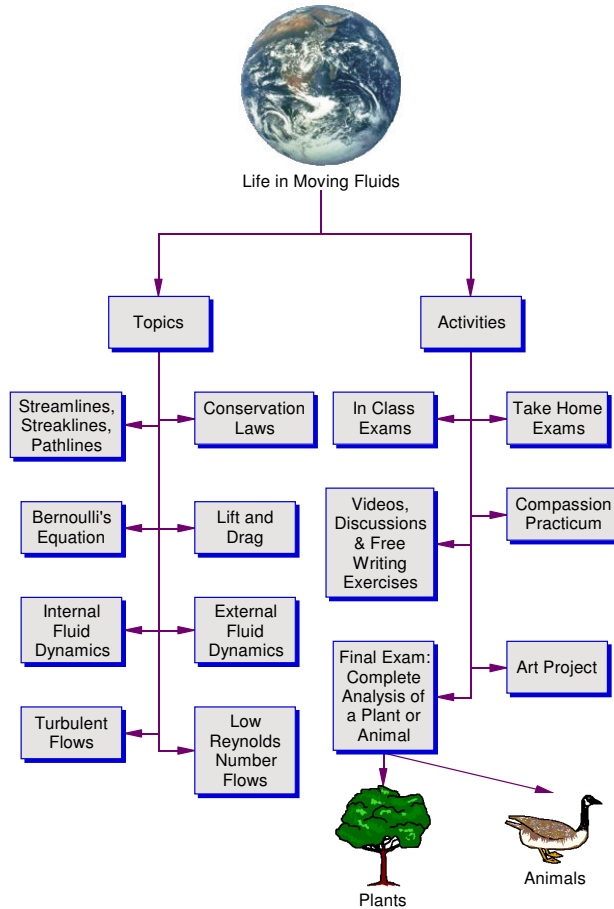 Life in Moving Fluids
Topics
Activities
Streamlines,
Streaklines,
Pathlines
Conservation
Laws
In Class
Exams
Take Home
Exams
Bernoulli's
Equation
Lift and
Drag
Videos,
Discussions
& Free
Writing
Exercises
Compassion
Practicum
Internal
Fluid
Dynamics
External
Fluid
Dynamics
Final Exam:
Complete
Analysis of
a Plant or
Animal
Art Project
Turbulent
Flows
Low
Reynolds
Number
Flows
Plants
Animals